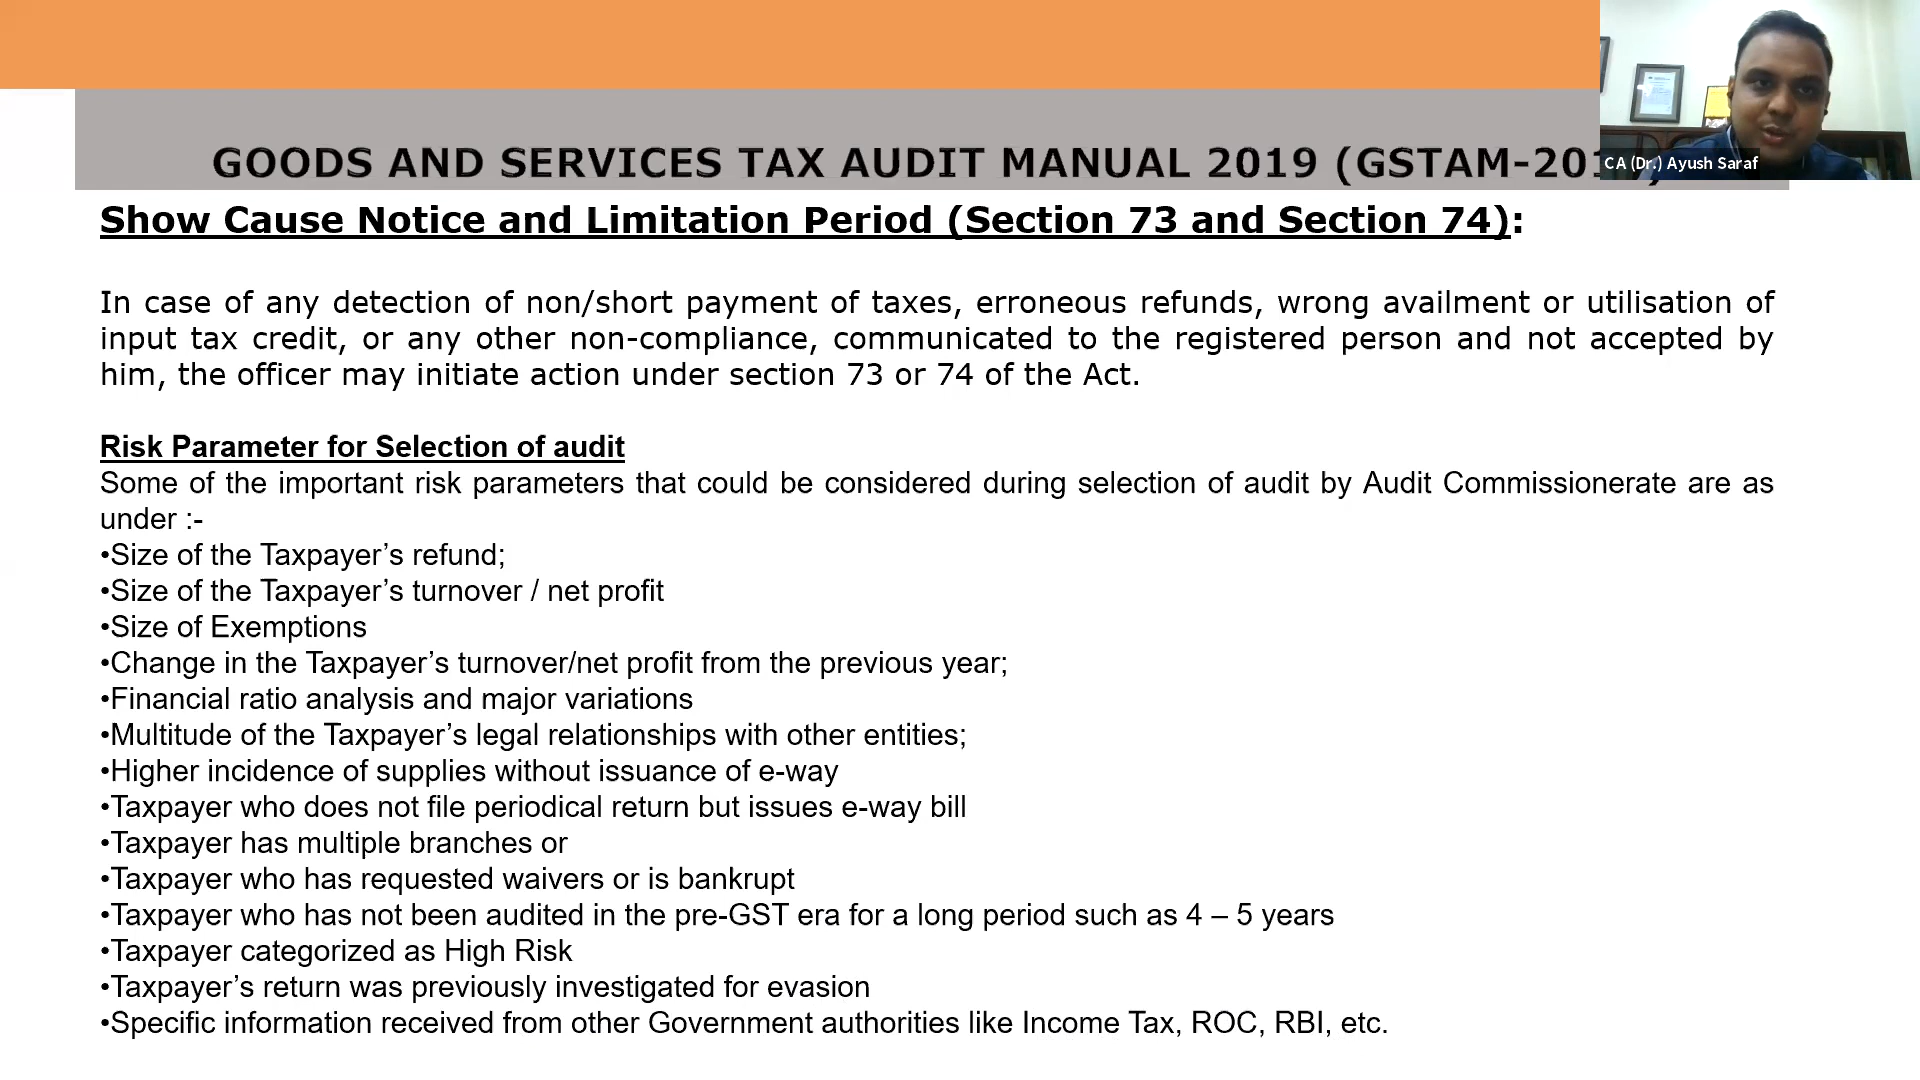 GOODS AND SERVICES TAX AUDIT MANUAL 2019
CA (Dr.) Ayush Saraf
Show Cause Notice and Limitation Period (Section 73 and Section 74):
In case of any detection of non/short payment of taxes, erroneous refunds, wrong availment or utilisation of
input tax credit, or any other non-compliance, communicated to the registered person and not accepted by
him, the officer may initiate action under section 73 or 74 of the Act.
Risk Parameter for Selection of audit
Some of the important risk parameters that could be considered during selection of audit by Audit Commissionerate are as
under :-
•Size of the Taxpayer’s refund;
•Size of the Taxpayer’s turnover / net profit
•Size of Exemptions
•Change in the Taxpayer’s turnover/net profit from the previous year;
•Financial ratio analysis and major variations
•Multitude of the Taxpayer’s legal relationships with other entities;
•Higher incidence of supplies without issuance of e-way
•Taxpayer who does not file periodical return but issues e-way bill
•Taxpayer has multiple branches or
•Taxpayer who has requested waivers or is bankrupt
•Taxpayer who has not been audited in the pre-GST era for a long period such as 4 – 5 years
•Taxpayer categorized as High Risk
•Taxpayer’s return was previously investigated for evasion
•Specific information received from other Government authorities like Income Tax, ROC, RBI, etc.